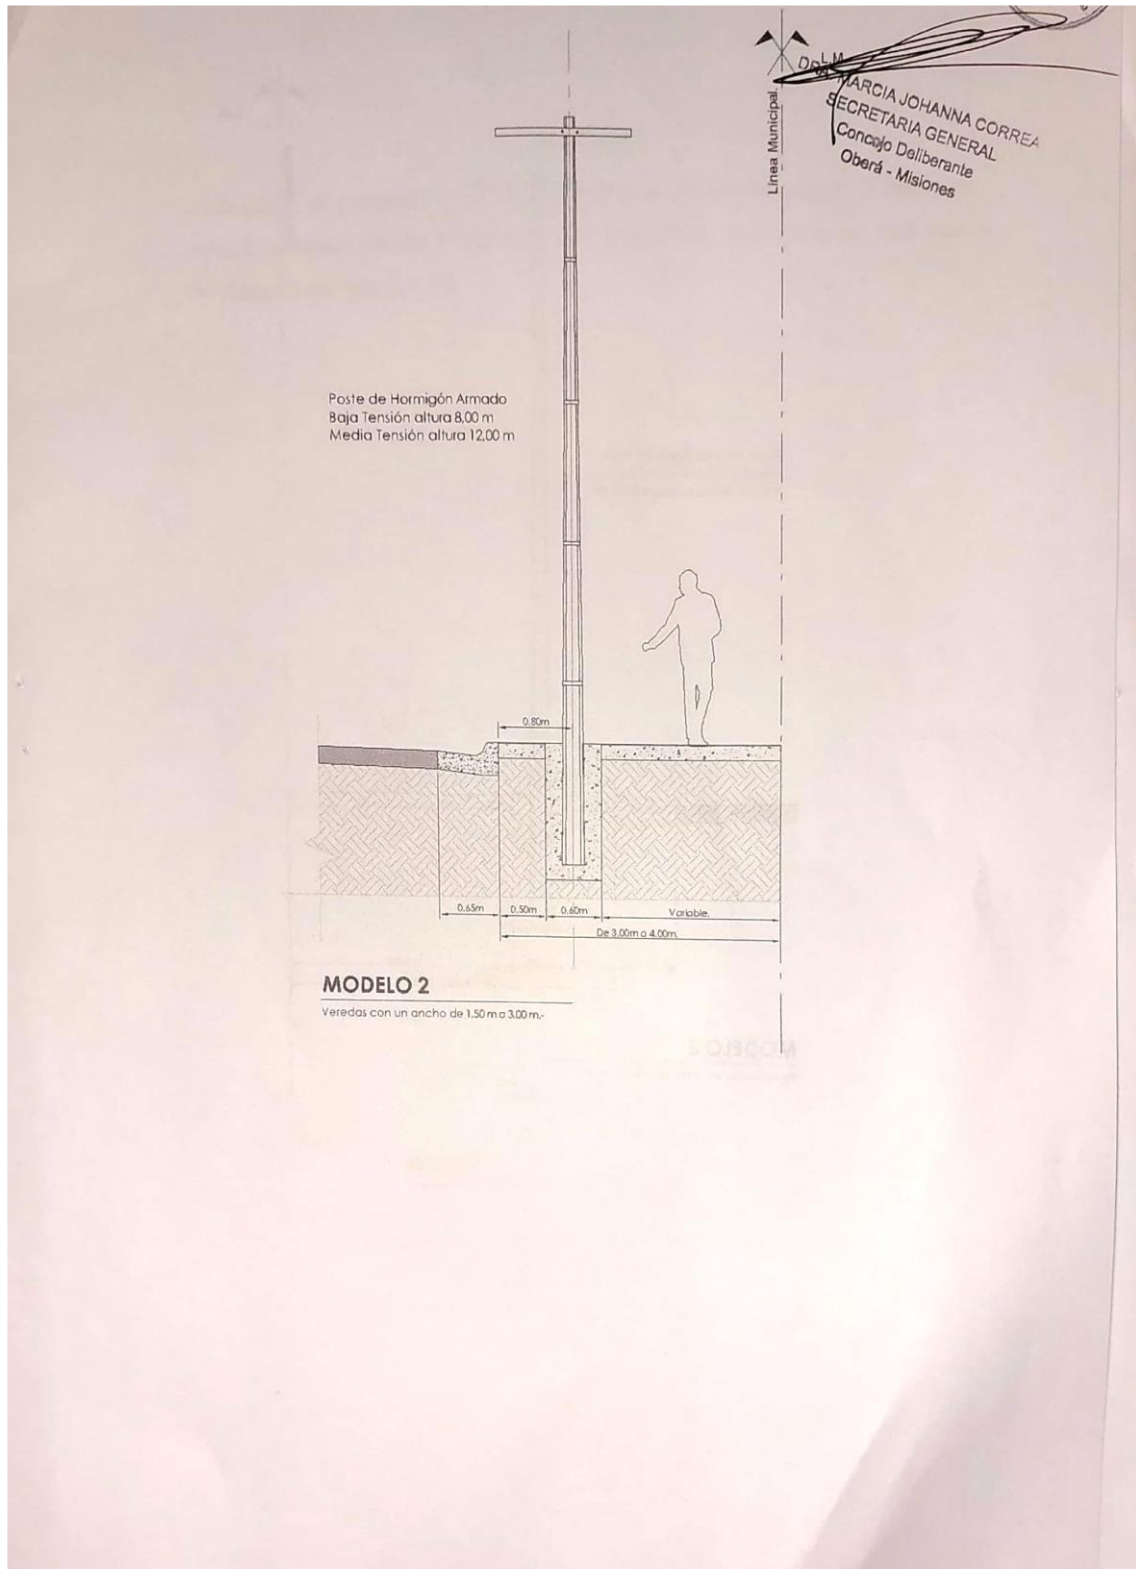 L.M.
Línea Municipal.
DRA. MARCIA JOHANNA CORREA
SECRETARIA GENERAL
Concejo Deliberante
Oberá - Misiones
Poste de Hormigón Armado
Baja Tensión altura 8,00 m
Media Tensión altura 12,00 m
0.80m
0.65m
0.50m
0.60m
Variable.
De 3.00m a 4.00m.
MODELO 2
Veredas con un ancho de 1.50 m a 3.00 m.-